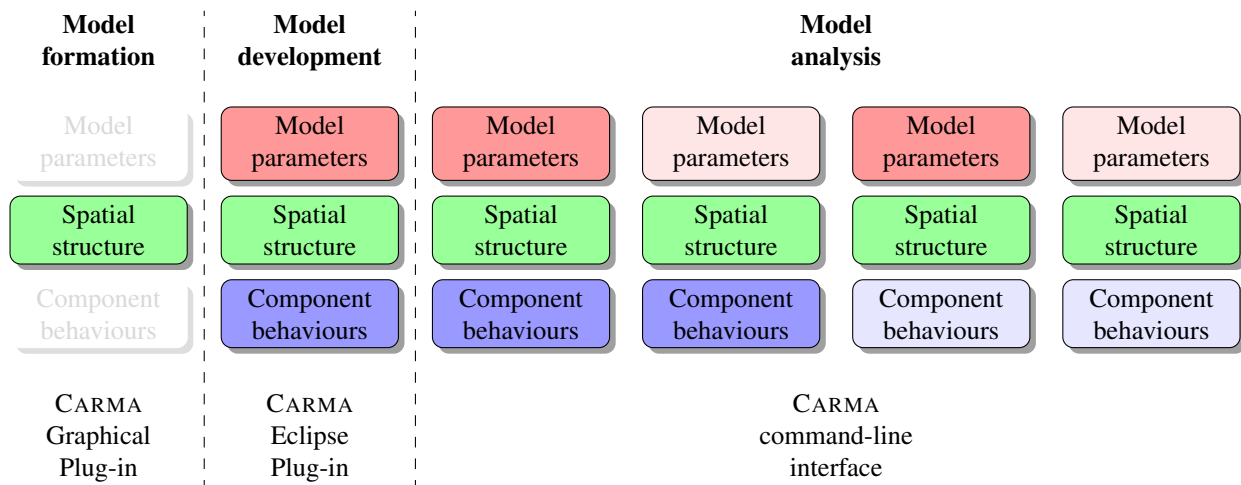 Model
formation
Model
development
Model
analysis
Model
parameters
Model
parameters
Model
parameters
Model
parameters
Model
parameters
Model
parameters
Spatial
structure
Spatial
structure
Spatial
structure
Spatial
structure
Spatial
structure
Spatial
structure
Component
behaviours
Component
behaviours
Component
behaviours
Component
behaviours
Component
behaviours
Component
behaviours
CARMA
Graphical
Plug-in
CARMA
Eclipse
Plug-in
CARMA
command-line
interface